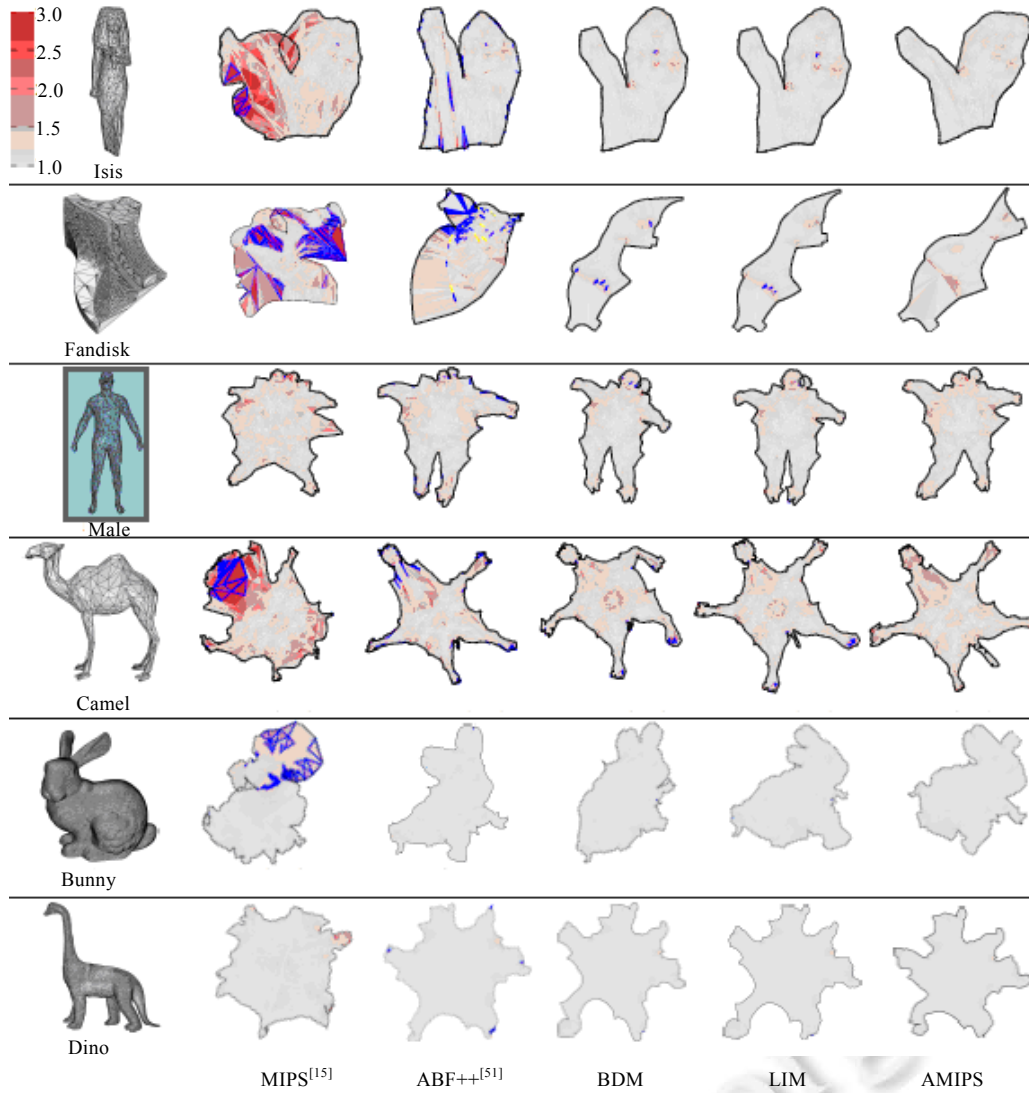 3.0
2.5
2.0
1.5
1.0
Isis
Fandisk
Male
Camel
Bunny
Dino
MIPS[15] ABF++[51] BDM LIM AMIPS